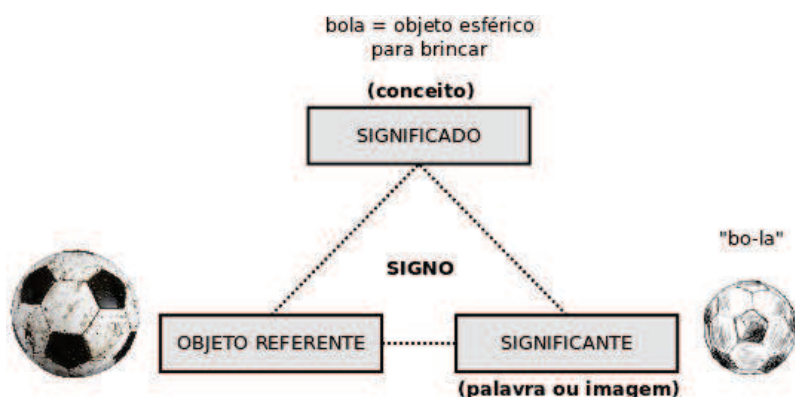 bola = objeto esférico
para brincar
(conceito)
SIGNIFICADO
"bo-la"
SIGNO
OBJETO REFERENTE
SIGNIFICANTE
(palavra ou imagem)